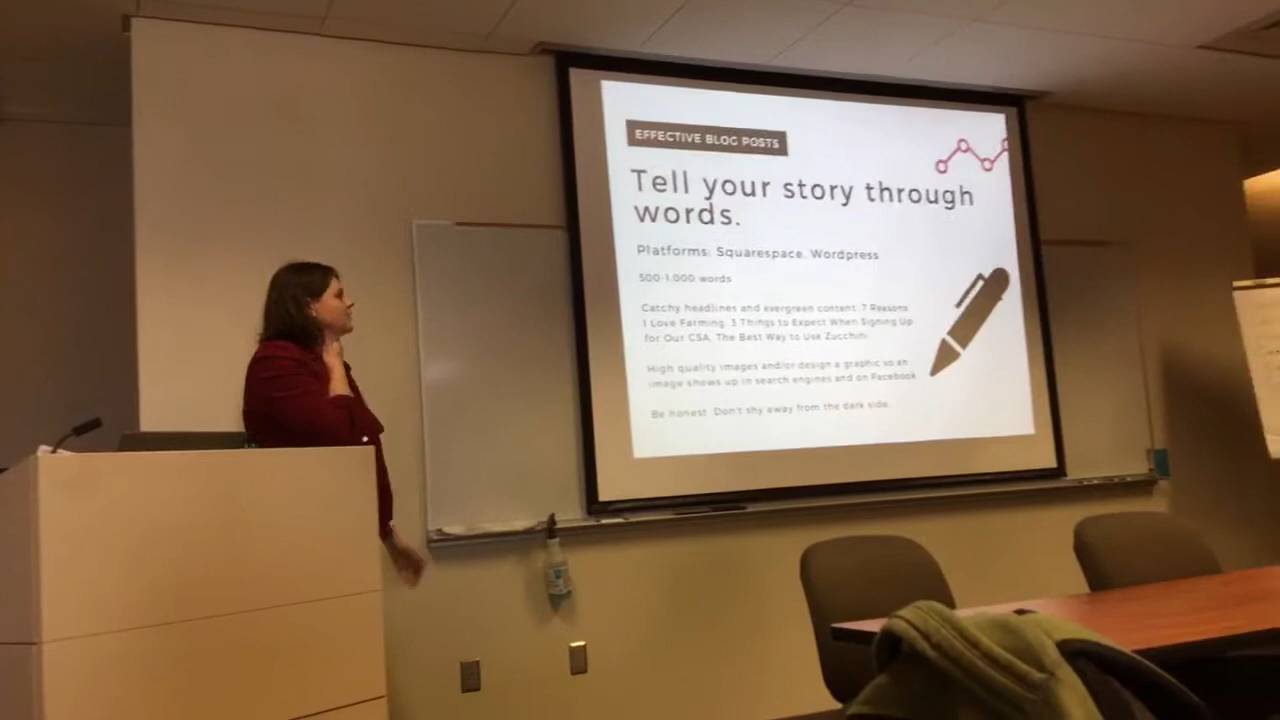 EFFECTIVE BLOG POSTS
Tell your story through
words.
Platforms: Squarespace, Wordpress
500-1,000 words
Catchy headlines and evergreen content: 7 Reasons
I Love Farming, 3 Things to Expect When Signing Up
for Our CSA, The Best Way to Use Zucchini
High quality images and/or design a graphic so an
image shows up in search engines and on Facebook
Be honest. Don't shy away from the dark side.